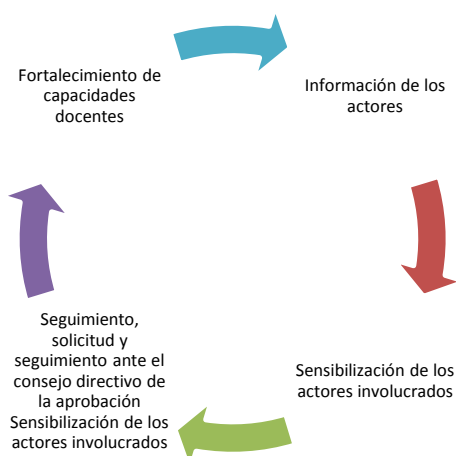 Fortalecimiento de
capacidades
docentes
Información de los
actores
Sensibilización de los
actores involucrados
Seguimiento,
solicitud y
seguimiento ante el
consejo directivo de
la aprobación
Sensibilización de los
actores involucrados